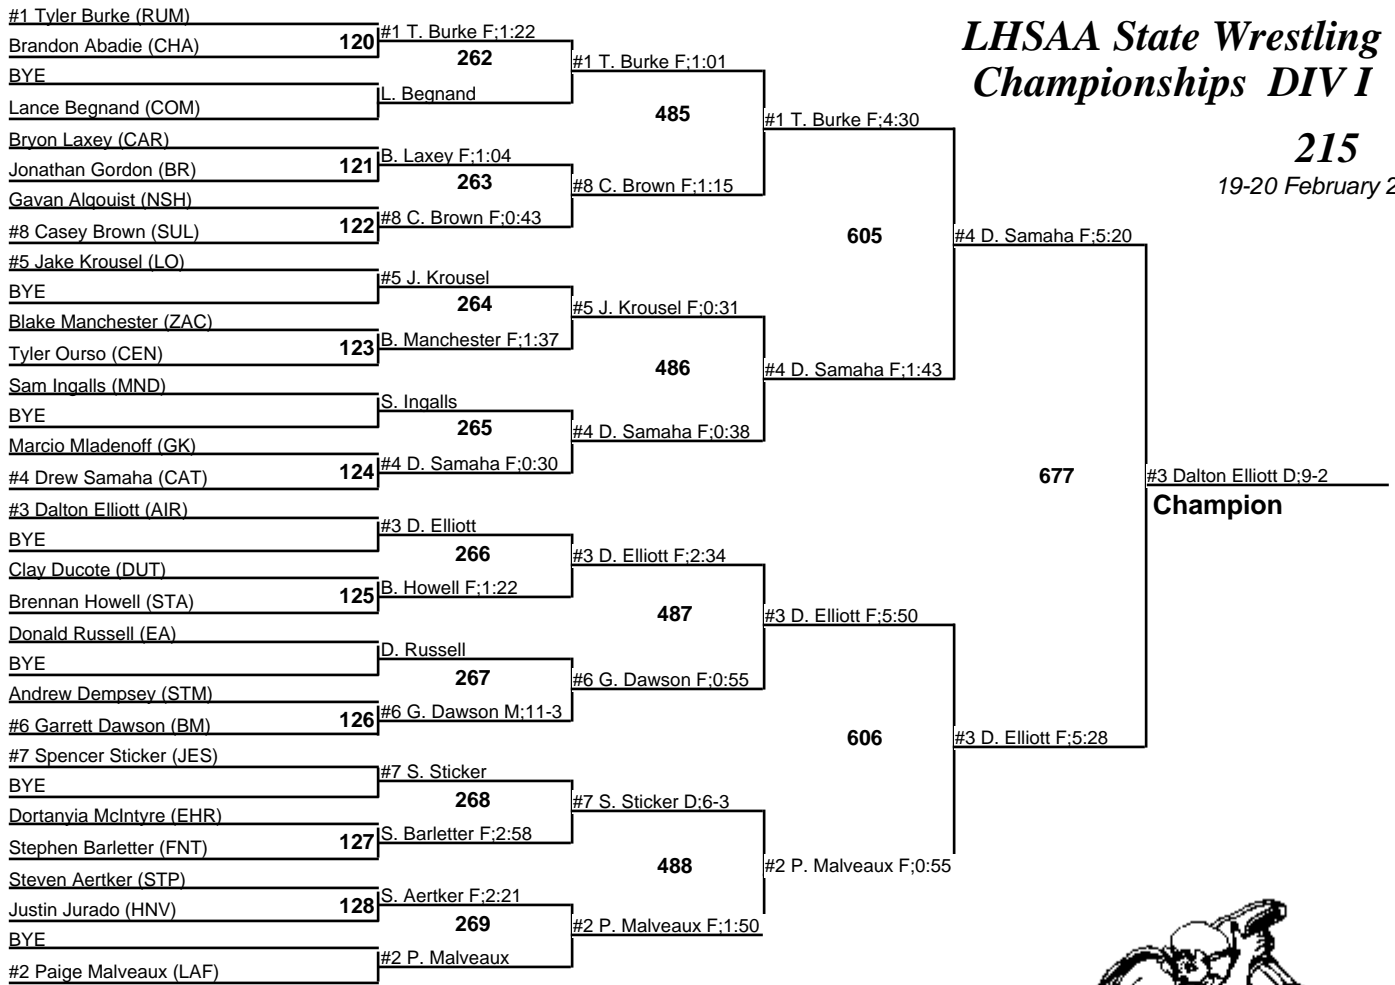 #1 Tyler Burke (RUM)
Brandon Abadie (CHA)
BYE
Lance Begnand (COM)
Bryon Laxey (CAR)
Jonathan Gordon (BR)
Gavan Alqouist (NSH)
#8 Casey Brown (SUL)
#5 Jake Krousel (LO)
BYE
Blake Manchester (ZAC)
Tyler Ourso (CEN)
Sam Ingalls (MND)
BYE
Marcio Mladenoff (GK)
#4 Drew Samaha (CAT)
#3 Dalton Elliott (AIR)
BYE
Clay Ducote (DUT)
Brennan Howell (STA)
Donald Russell (EA)
BYE
Andrew Dempsey (STM)
#6 Garrett Dawson (BM)
#7 Spencer Sticker (JES)
BYE
Dortanyia McIntyre (EHR)
Stephen Barletter (FNT)
Steven Aertker (STP)
Justin Jurado (HNV)
BYE
#2 Paige Malveaux (LAF)
120
121
122
123
124
125
126
127
128
#1 T. Burke F;1:22
262
L. Begnand
B. Laxey F;1:04
263
#8 C. Brown F;0:43
#5 J. Krousel
264
B. Manchester F;1:37
S. Ingalls
265
#4 D. Samaha F;0:30
#3 D. Elliott
266
B. Howell F;1:22
D. Russell
267
#6 G. Dawson M;11-3
#7 S. Sticker
268
S. Barletter F;2:58
S. Aertker F;2:21
269
#2 P. Malveaux
#1 T. Burke F;1:01
485
#8 C. Brown F;1:15
#5 J. Krousel F;0:31
486
#4 D. Samaha F;0:38
#3 D. Elliott F;2:34
487
#6 G. Dawson F;0:55
#7 S. Sticker D;6-3
488
#2 P. Malveaux F;1:50
#1 T. Burke F;4:30
605
#4 D. Samaha F;1:43
#3 D. Elliott F;5:50
606
#2 P. Malveaux F;0:55
#4 D. Samaha F;5:20
677
#3 D. Elliott F;5:28
#3 Dalton Elliott D;9-2
Champion
LHSAA State Wrestling
Championships DIV I
215
19-20 February 2